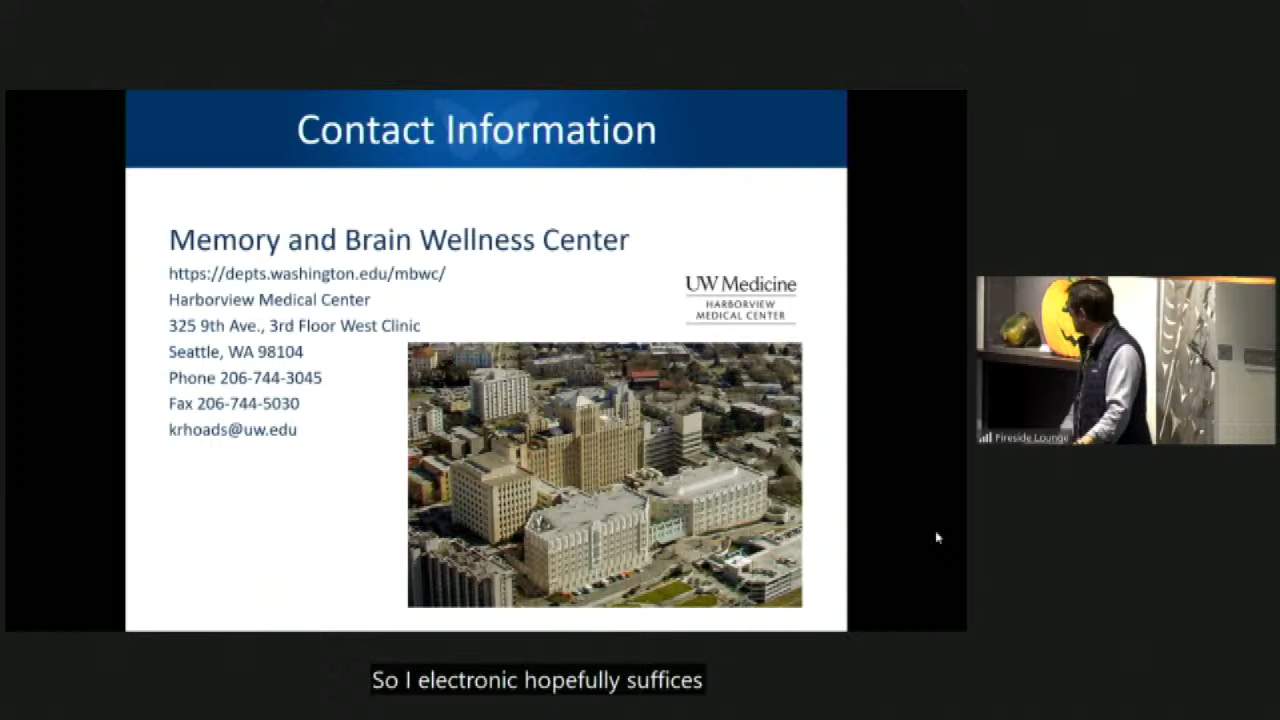 Contact Information
Memory and Brain Wellness Center
https://depts.washington.edu/mbwc/
Harborview Medical Center
325 9th Ave., 3rd Floor West Clinic
Seattle, WA 98104
Phone 206-744-3045
Fax 206-744-5030
krhoads@uw.edu
UW Medicine
HARBORVIEW
MEDICAL CENTER
Fireside Lounge
So I electronic hopefully suffices